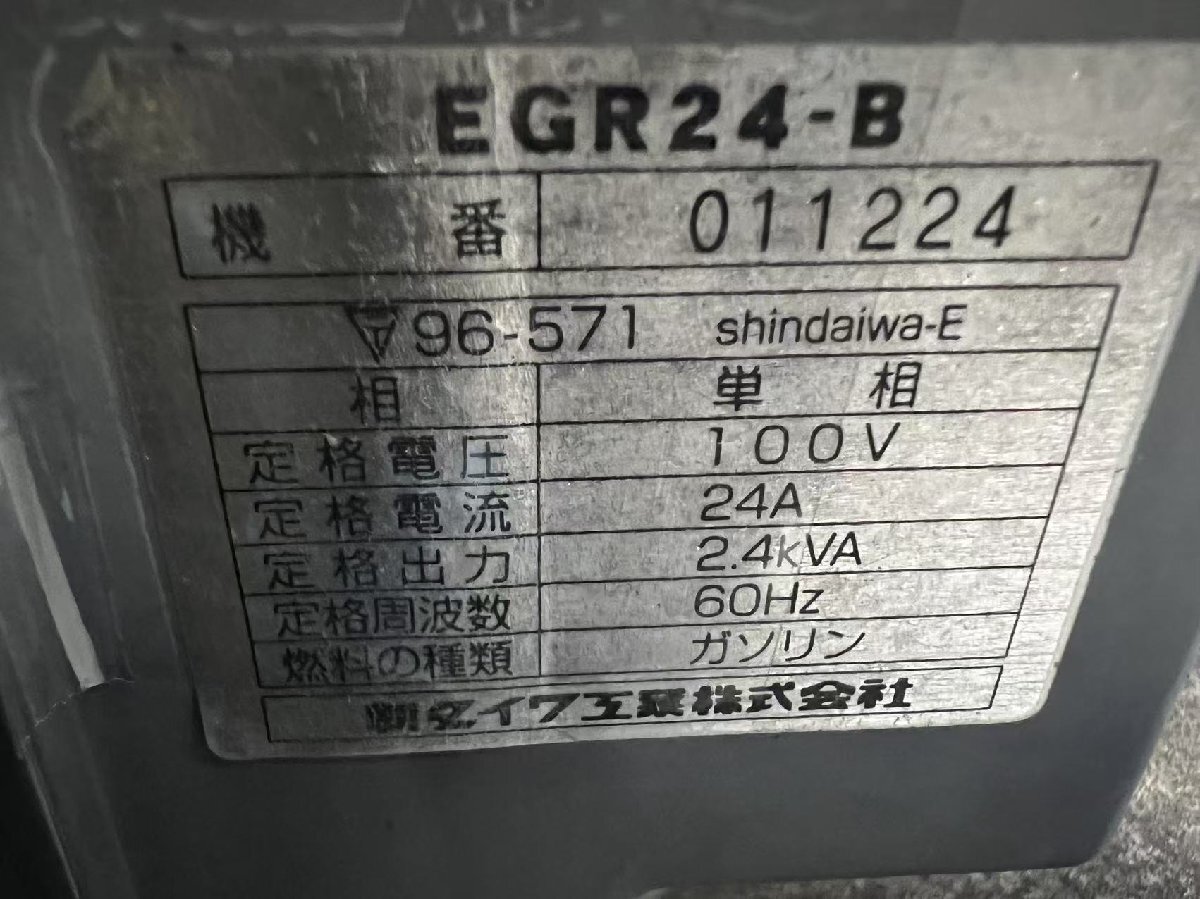 EGR24-B
機番 011224
▽〒96-571 shindaiwa-E
相 単相
定格電圧 100V
定格電流 24A
定格出力 2.4kVA
定格周波数 60Hz
燃料の種類 ガソリン
新ダイワ工業株式会社